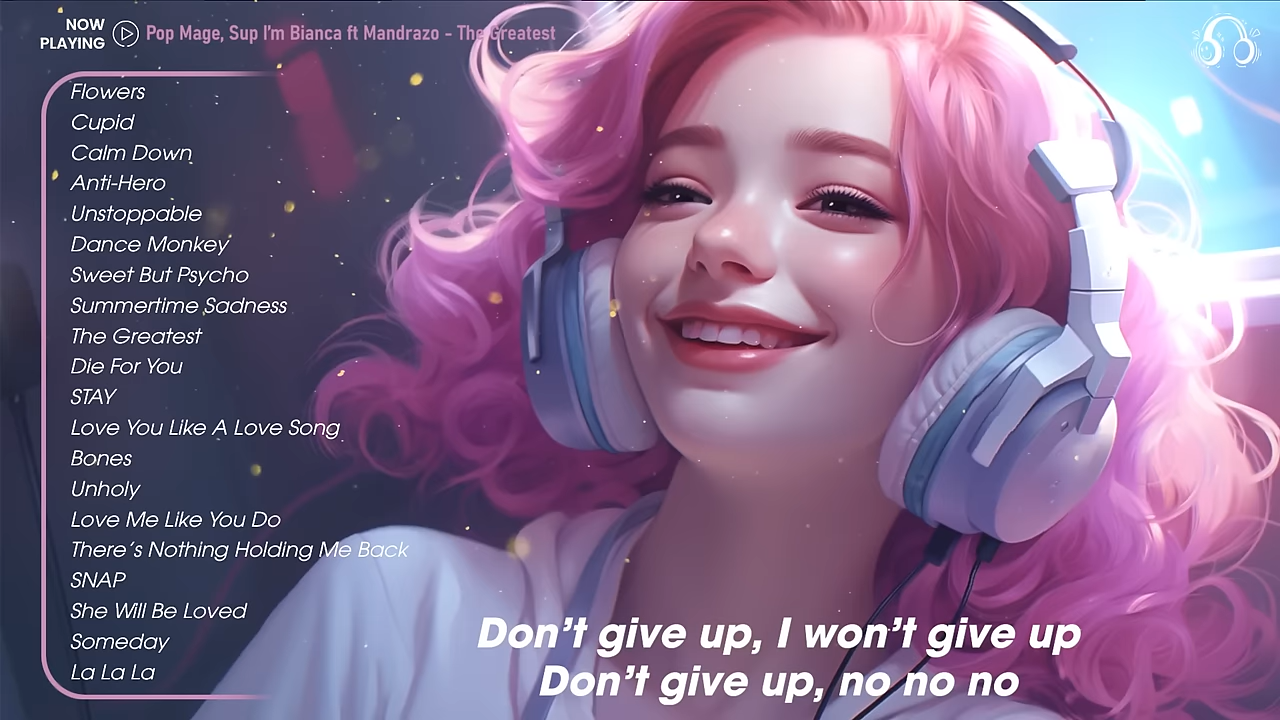 NOW
PLAYING
Pop Mage, Sup I'm Bianca ft Mandrazo - The Greatest
Flowers
Cupid
Calm Down
Anti-Hero
Unstoppable
Dance Monkey
Sweet But Psycho
Summertime Sadness
The Greatest
Die For You
STAY
Love You Like A Love Song
Bones
Unholy
Love Me Like You Do
There's Nothing Holding Me Back
SNAP
She Will Be Loved
Someday
La La La
Don't give up, I won't give up
Don't give up, no no no